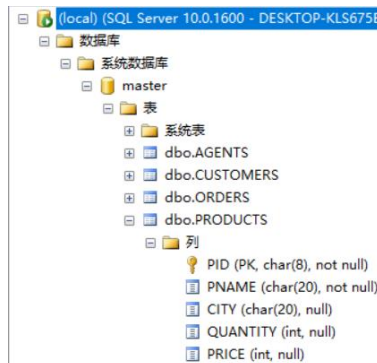 (local) (SQL Server 10.0.1600 - DESKTOP-KLS675
数据库
系统数据库
master
表
系统表
dbo.AGENTS
dbo.CUSTOMERS
dbo.ORDERS
dbo.PRODUCTS
列
PID (PK, char(8), not null)
PNAME (char(20), not null)
CITY (char(20), null)
QUANTITY (int, null)
PRICE (int, null)